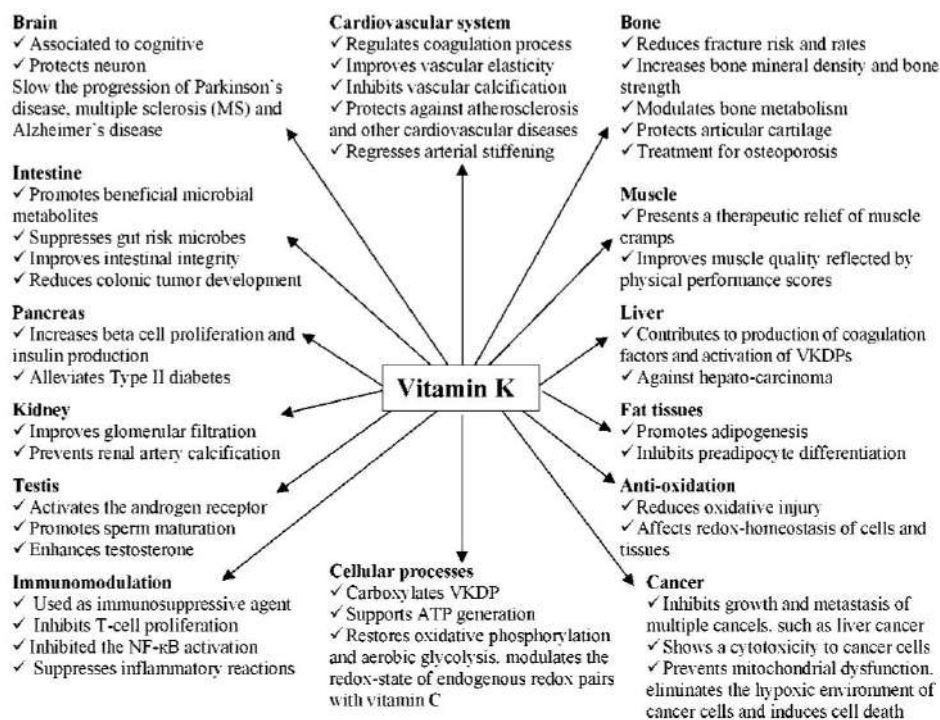 Brain
✓ Associated to cognitive
✓ Protects neuron
Slow the progression of Parkinson`s
disease, multiple sclerosis (MS) and
Alzheimer`s disease
Intestine
✓ Promotes beneficial microbial
metabolites
✓ Suppresses gut risk microbes
✓ Improves intestinal integrity
✓ Reduces colonic tumor development
Pancreas
✓ Increases beta cell proliferation and
insulin production
✓ Alleviates Type II diabetes
Kidney
✓ Improves glomerular filtration
✓ Prevents renal artery calcification
Testis
✓ Activates the androgen receptor
✓ Promotes sperm maturation
✓ Enhances testosterone
Immunomodulation
✓ Used as immunosuppressive agent
✓ Inhibits T-cell proliferation
✓ Inhibited the NF-κB activation
✓ Suppresses inflammatory reactions
Cardiovascular system
✓ Regulates coagulation process
✓ Improves vascular elasticity
✓ Inhibits vascular calcification
✓ Protects against atherosclerosis
and other cardiovascular diseases
✓ Regresses arterial stiffening
Vitamin K
Cellular processes
✓ Carboxylates VKDP
✓ Supports ATP generation
✓ Restores oxidative phosphorylation
and aerobic glycolysis. modulates the
redox-state of endogenous redox pairs
with vitamin C
Bone
✓ Reduces fracture risk and rates
✓ Increases bone mineral density and bone
strength
✓ Modulates bone metabolism
✓ Protects articular cartilage
✓ Treatment for osteoporosis
Muscle
✓ Presents a therapeutic relief of muscle
cramps
✓ Improves muscle quality reflected by
physical performance scores
Liver
✓ Contributes to production of coagulation
factors and activation of VKDPs
✓ Against hepato-carcinoma
Fat tissues
✓ Promotes adipogenesis
✓ Inhibits preadipocyte differentiation
Anti-oxidation
✓ Reduces oxidative injury
✓ Affects redox-homeostasis of cells and
tissues
Cancer
✓ Inhibits growth and metastasis of
multiple cancels. such as liver cancer
✓ Shows a cytotoxicity to cancer cells
✓ Prevents mitochondrial dysfunction.
eliminates the hypoxic environment of
cancer cells and induces cell death